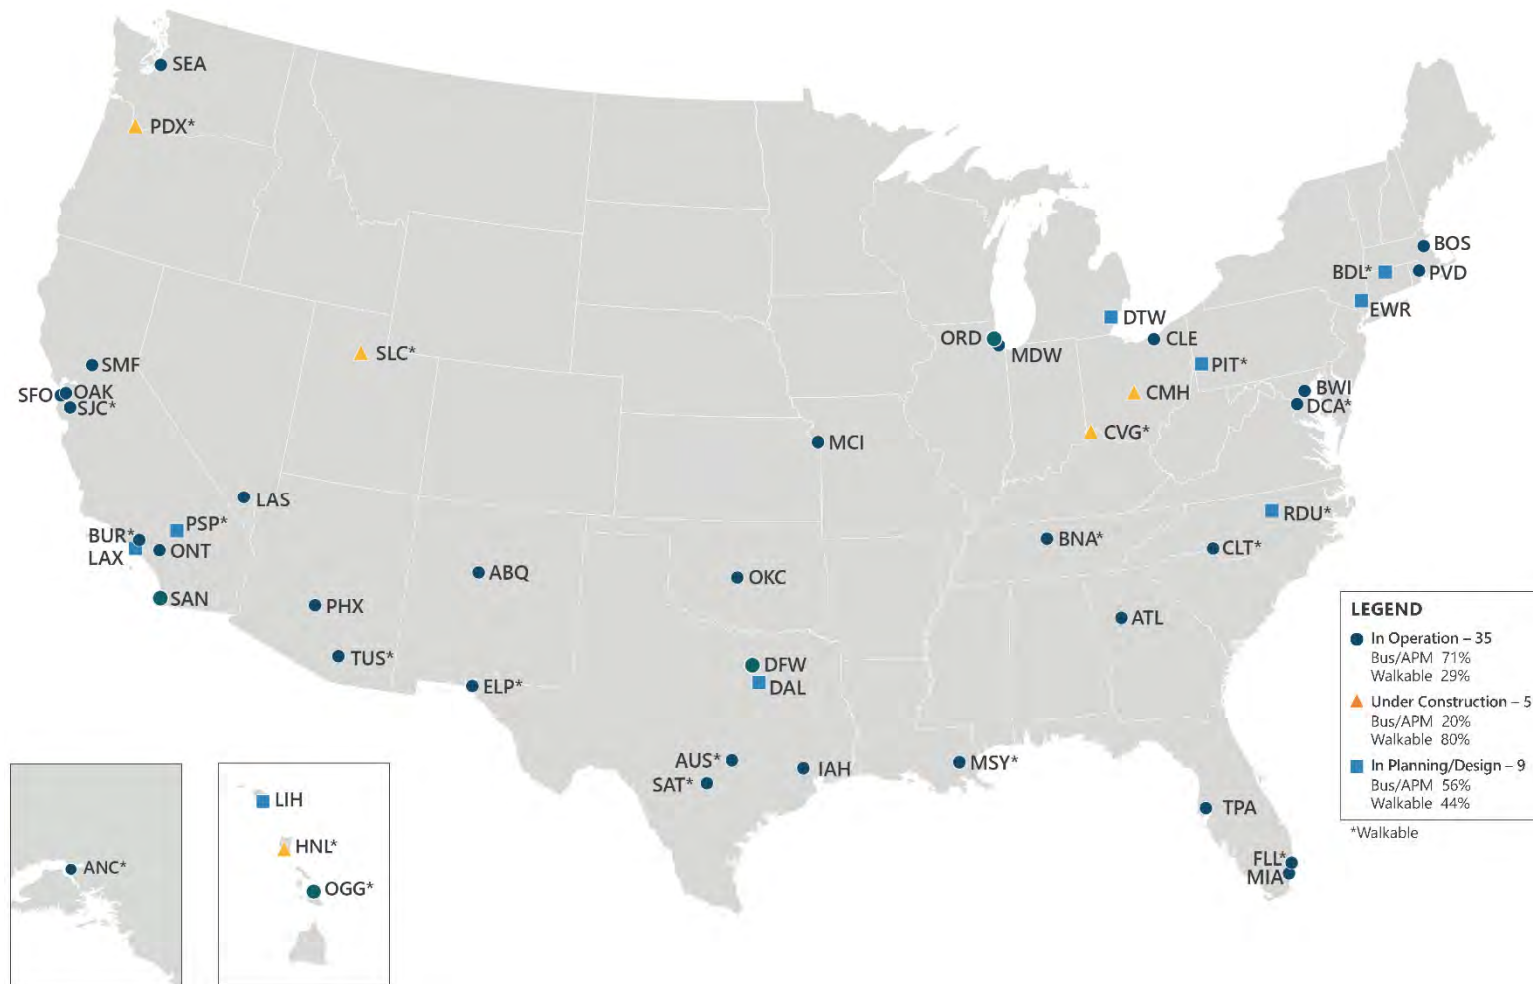 SEA
PDX*
BOS
BDL*
PVD
EWR
DTW
ORD
CLE
MDW
SLC*
SMF
PIT*
SFO
OAK
SJC*
CMH
BWI
DCA*
CVG*
MCI
LAS
PSP*
RDU*
BUR*
LAX
ONT
BNA*
CLT*
ABQ
OKC
SAN
PHX
ATL
TUS*
DFW
ELP*
DAL
AUS*
IAH
MSY*
SAT*
TPA
FLL*
MIA
LIH
HNL*
ANC*
OGG*
LEGEND
In Operation – 35
Bus/APM 71%
Walkable 29%
Under Construction – 5
Bus/APM 20%
Walkable 80%
In Planning/Design – 9
Bus/APM 56%
Walkable 44%
*Walkable